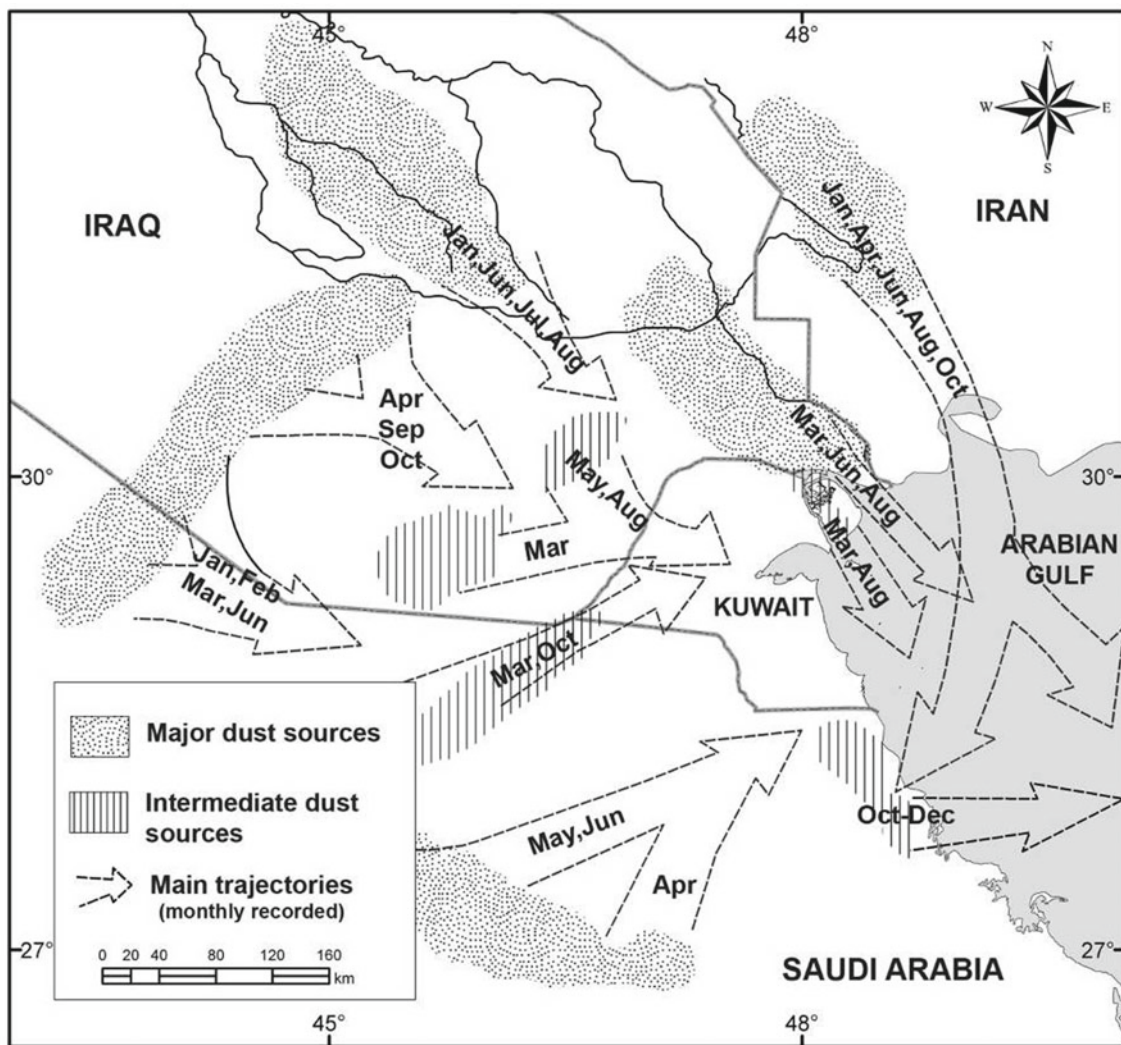 45° 48°
N
W E
S
IRAQ
IRAN
Jan,Jun,Jul,Aug
Jan,Apr,Jun,Aug,Oct
Apr
Sep
Oct
May,Aug
Mar,Jun,Aug
30° 30°
Mar
Mar,Aug
ARABIAN
GULF
Jan,Feb
Mar,Jun
KUWAIT
Mar,Oct
Major dust sources
Intermediate dust
sources
Main trajectories
(monthly recorded)
0 20 40 80 120 160
km
May,Jun
Oct-Dec
Apr
27° 27°
SAUDI ARABIA
45° 48°